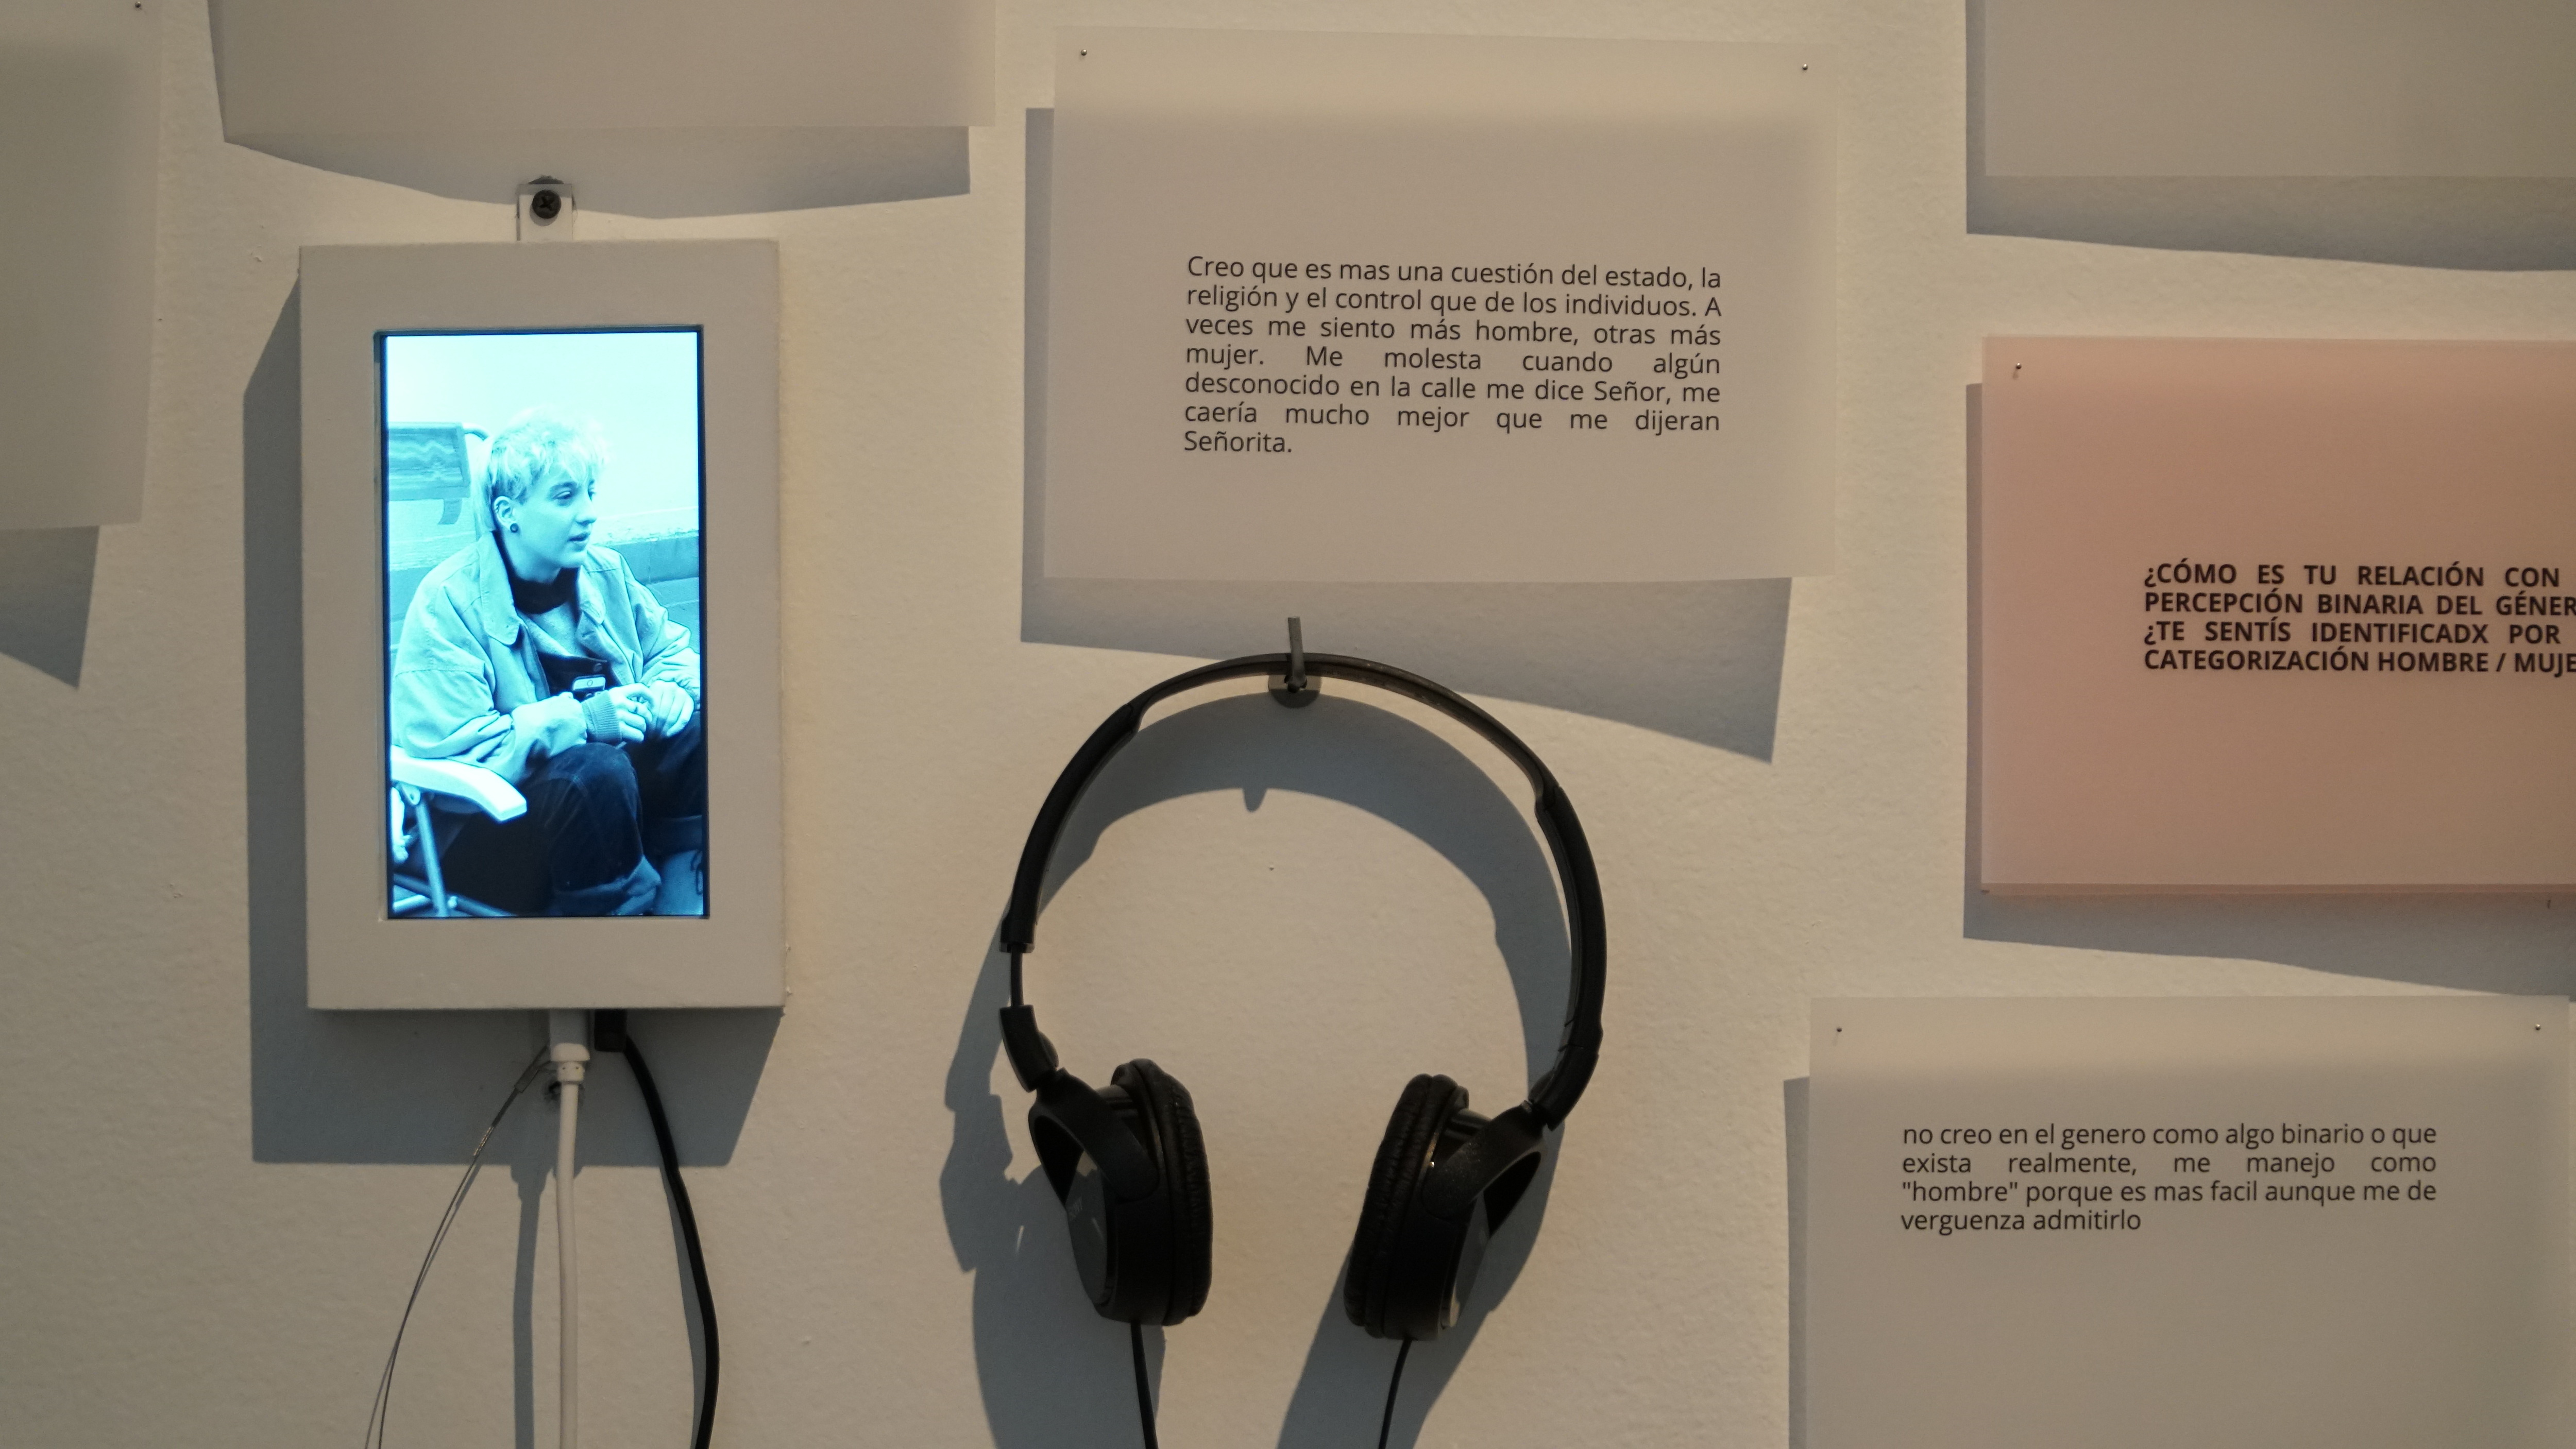 Creo que es mas una cuestión del estado, la
religión y el control que de los individuos. A
veces me siento más hombre, otras más
mujer. Me molesta cuando algún
desconocido en la calle me dice Señor, me
caería mucho mejor que me dijeran
Señorita.
¿CÓMO ES TU RELACIÓN CON
PERCEPCIÓN BINARIA DEL GÉNER
¿TE SENTÍS IDENTIFICADX POR
CATEGORIZACIÓN HOMBRE / MUJE
no creo en el genero como algo binario o que
exista realmente, me manejo como
"hombre" porque es mas facil aunque me de
verguenza admitirlo